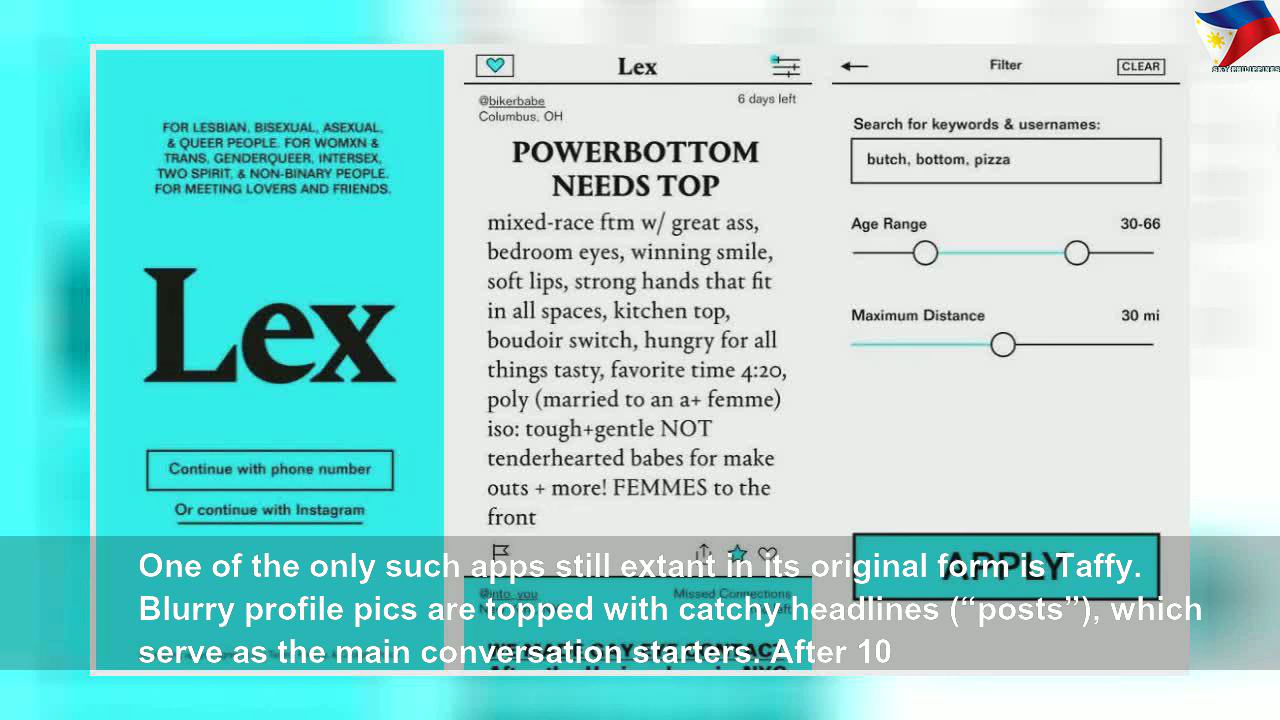 SKY PHILIPPINES
FOR LESBIAN, BISEXUAL, ASEXUAL,
& QUEER PEOPLE. FOR WOMXN &
TRANS, GENDERQUEER, INTERSEX,
TWO SPIRIT, & NON-BINARY PEOPLE.
FOR MEETING LOVERS AND FRIENDS.
Lex
Continue with phone number
Or continue with Instagram
Lex
@bikerbabe
6 days left
Columbus, OH
POWERBOTTOM
NEEDS TOP
mixed-race ftm w/ great ass,
bedroom eyes, winning smile,
soft lips, strong hands that fit
in all spaces, kitchen top,
boudoir switch, hungry for all
things tasty, favorite time 4:20,
poly (married to an a+ femme)
iso: tough+gentle NOT
tenderhearted babes for make
outs + more! FEMMES to the
front
@into_you
Missed Connections
Filter
CLEAR
Search for keywords & usernames:
butch, bottom, pizza
Age Range
30-66
Maximum Distance
30 mi
APPLY
One of the only such apps still extant in its original form is Taffy.
Blurry profile pics are topped with catchy headlines (“posts”), which
serve as the main conversation starters. After 10